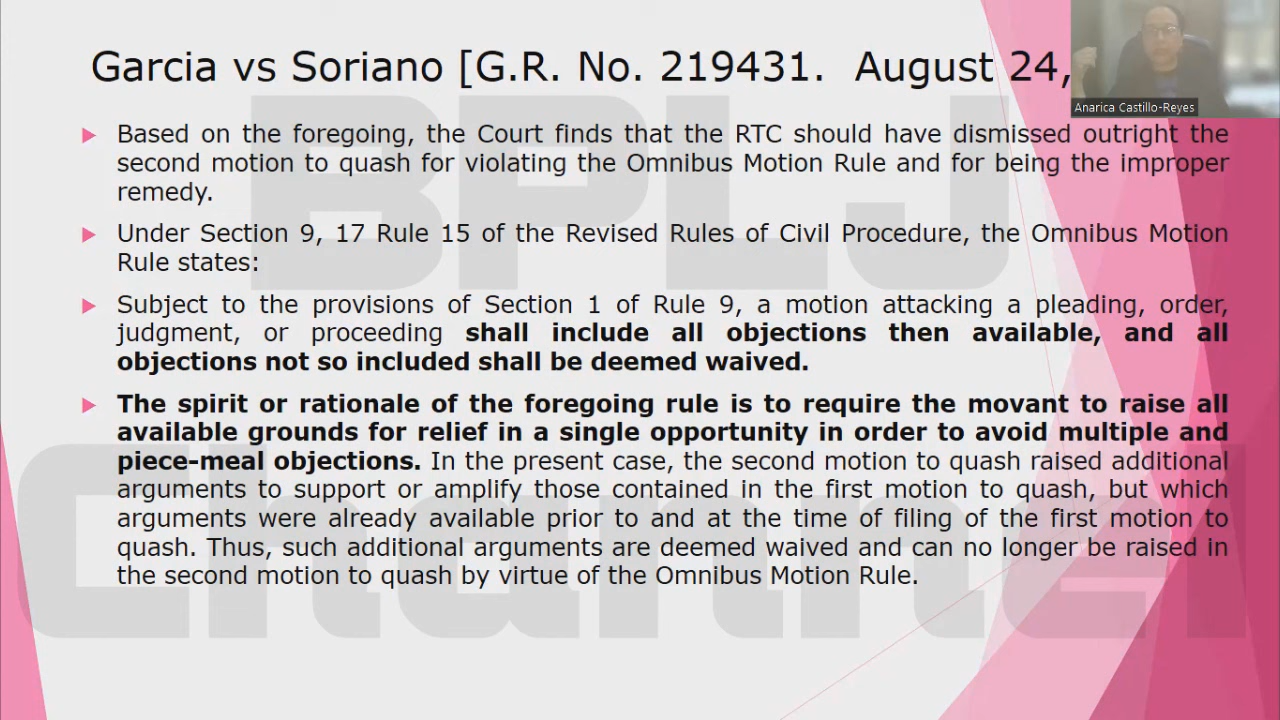 Garcia vs Soriano [G.R. No. 219431. August 24,
Anarica Castillo-Reyes
Based on the foregoing, the Court finds that the RTC should have dismissed outright the
second motion to quash for violating the Omnibus Motion Rule and for being the improper
remedy.
Under Section 9, 17 Rule 15 of the Revised Rules of Civil Procedure, the Omnibus Motion
Rule states:
Subject to the provisions of Section 1 of Rule 9, a motion attacking a pleading, order,
judgment, or proceeding shall include all objections then available, and all
objections not so included shall be deemed waived.
The spirit or rationale of the foregoing rule is to require the movant to raise all
available grounds for relief in a single opportunity in order to avoid multiple and
piece-meal objections. In the present case, the second motion to quash raised additional
arguments to support or amplify those contained in the first motion to quash, but which
arguments were already available prior to and at the time of filing of the first motion to
quash. Thus, such additional arguments are deemed waived and can no longer be raised in
the second motion to quash by virtue of the Omnibus Motion Rule.
BPLJ
Channel